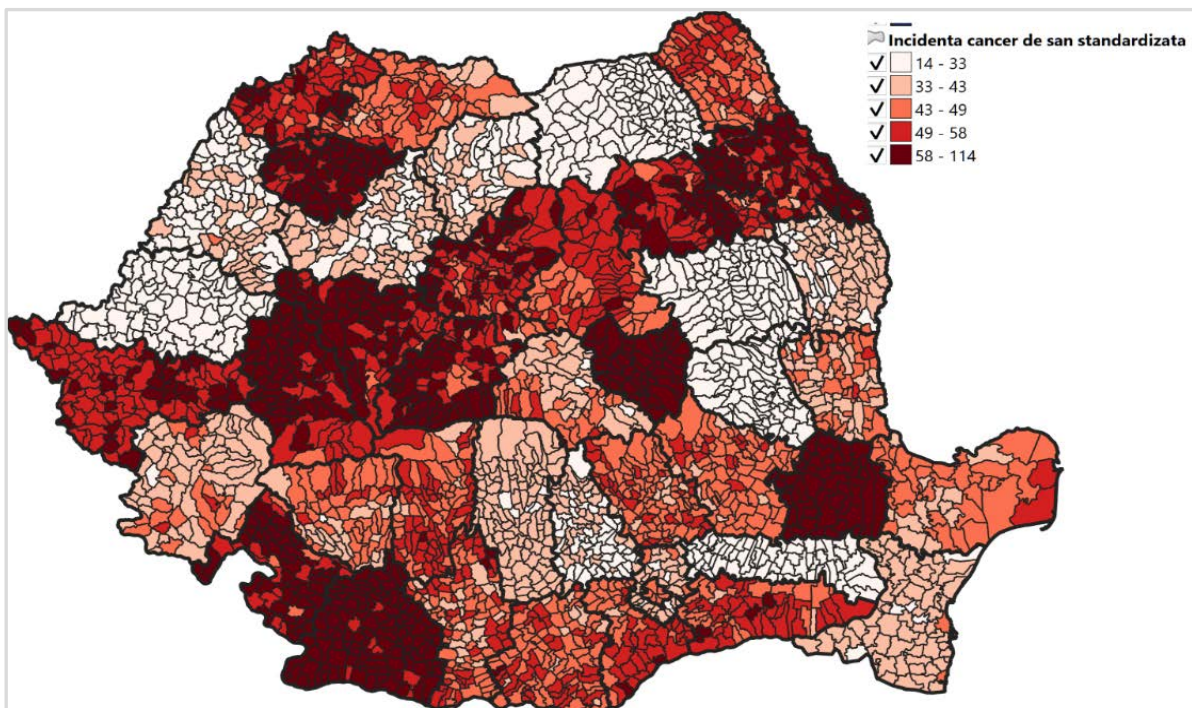 Incidenta cancer de san standardizata
14 - 33
33 - 43
43 - 49
49 - 58
58 - 114